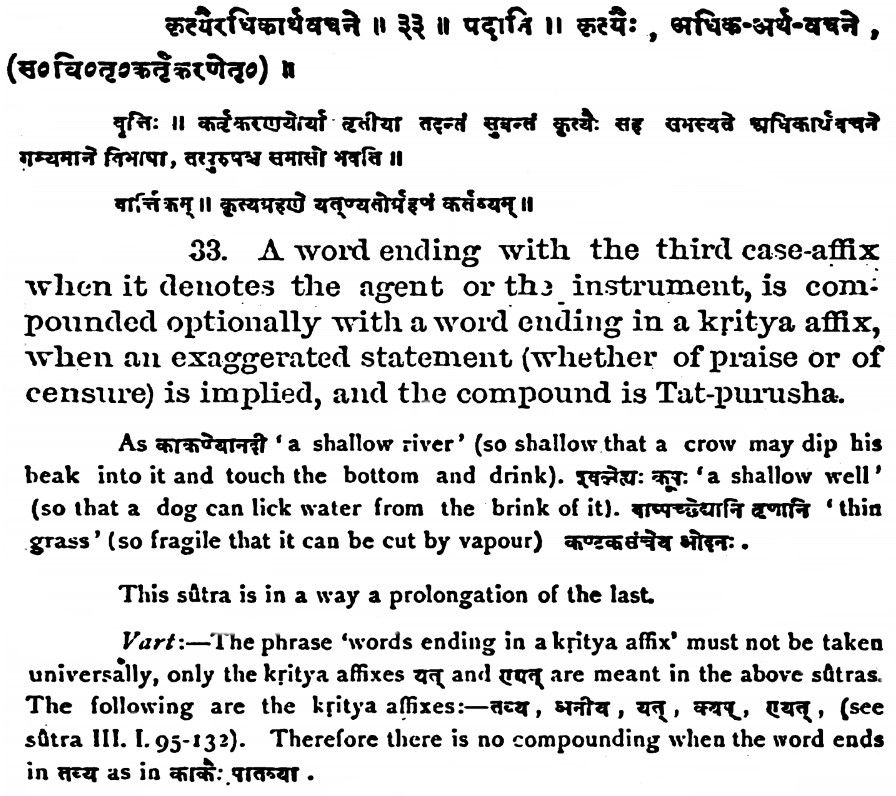 कृत्यैरधिकार्थवचने ॥ ३३ ॥ पदानि ॥ कृत्यैः , अधिक-अर्थ-वचने ,
(स०वि०तृ०कर्तृकरणेतृ०) ॥
वृत्तिः ॥ कर्तृकरणयोर्या तृतीया तदन्तं सुबन्तं कृत्यैः सह समस्यते ऽधिकार्थवचने
गम्यमाने विभाषा, तत्पुरुषश्च समासो भवति ॥
वार्त्तिकम् ॥ कृत्यग्रहणे यत्ण्यतोर्ग्रहणं कर्तव्यम् ॥
33. A word ending with the third case-affix
when it denotes the agent or the instrument, is com-
pounded optionally with a word ending in a kṛitya affix,
when an exaggerated statement (whether of praise or of
censure) is implied, and the compound is Tat-purusha.
As काकपेयानदी 'a shallow river' (so shallow that a crow may dip his
beak into it and touch the bottom and drink). श्वलेह्यः कूपः 'a shallow well'
(so that a dog can lick water from the brink of it). बाष्पच्छेद्यानि तृणानि 'thin
grass' (so fragile that it can be cut by vapour) कण्टकसंचेय ओदनः .
This sûtra is in a way a prolongation of the last.
Vart:—The phrase 'words ending in a kṛitya affix' must not be taken
universally, only the kṛitya affixes यत् and ण्यत् are meant in the above sûtras.
The following are the kṛitya affixes:—तव्य , अनीय , यत् , क्यप् , ण्यत् , (see
sûtra III. I. 95-132). Therefore there is no compounding when the word ends
in तव्य as in काकैः पातव्या .